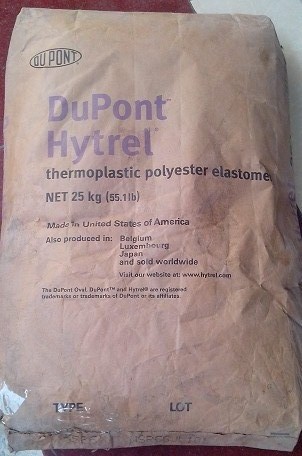 DU PONT
DuPont™
Hytrel®
thermoplastic polyester elastome
NET 25 kg (55.1lb)
Made in United States of America
Also produced in: Belgium
Luxembourg
Japan
and sold worldwide
Visit our website at: www.hytrel.com
The DuPont Oval, DuPont™ and Hytrel® are registered
trademarks or trademarks of DuPont or its affiliates.
TYPE LOT